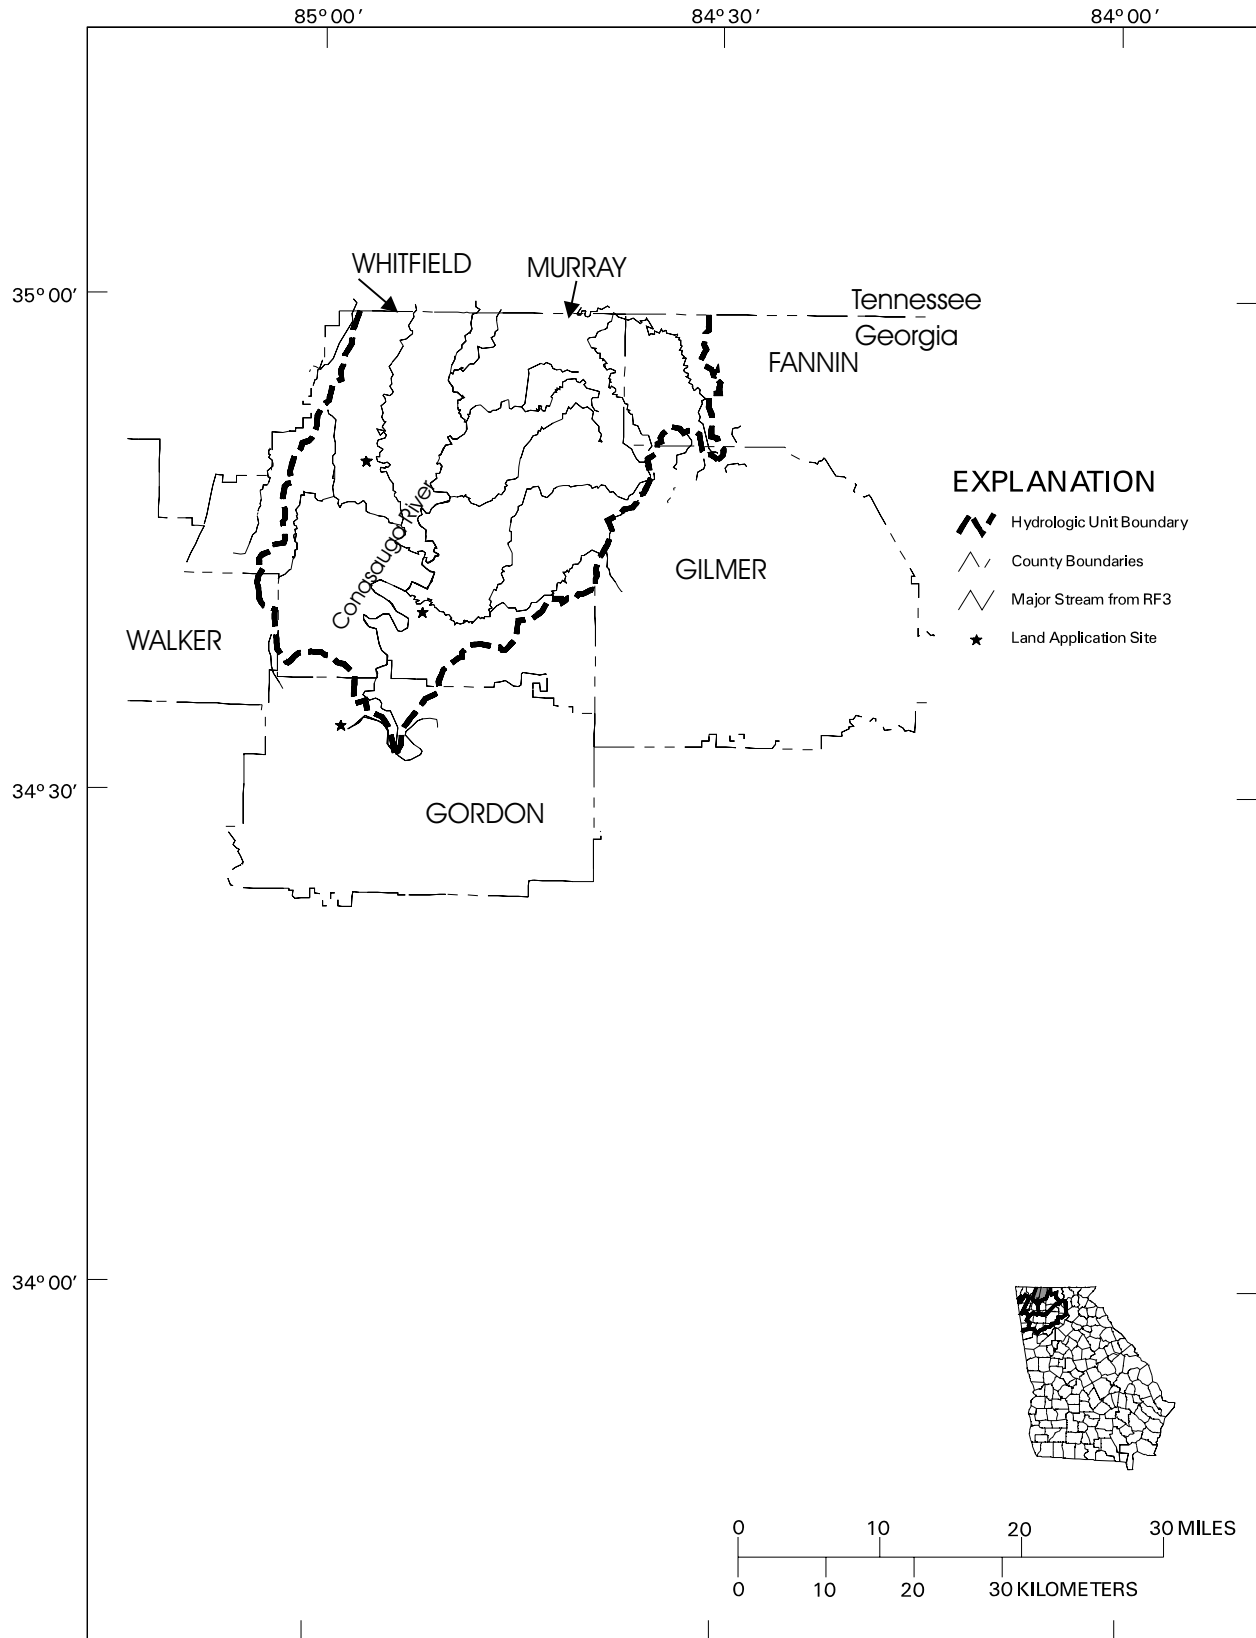 85° 00’
84° 30’
84° 00’
WHITFIELD
MURRAY
35° 00’
Tennessee
Georgia
FANNIN
EXPLANATION
Hydrologic Unit Boundary
County Boundaries
Major Stream from RF3
Land Application Site
Conasauga River
GILMER
WALKER
34° 30’
GORDON
34° 00’
0 10 20 30 MILES
0 10 20 30 KILOMETERS